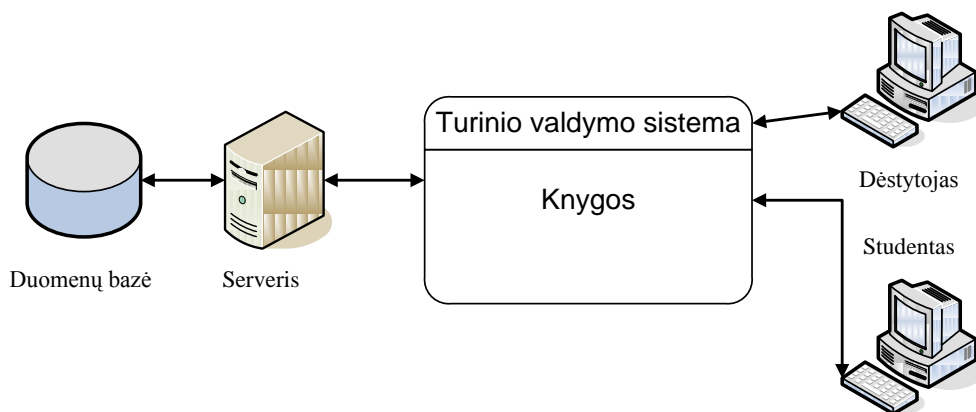 Turinio valdymo sistema
Knygos
Dėstytojas
Studentas
Duomenų bazė
Serveris